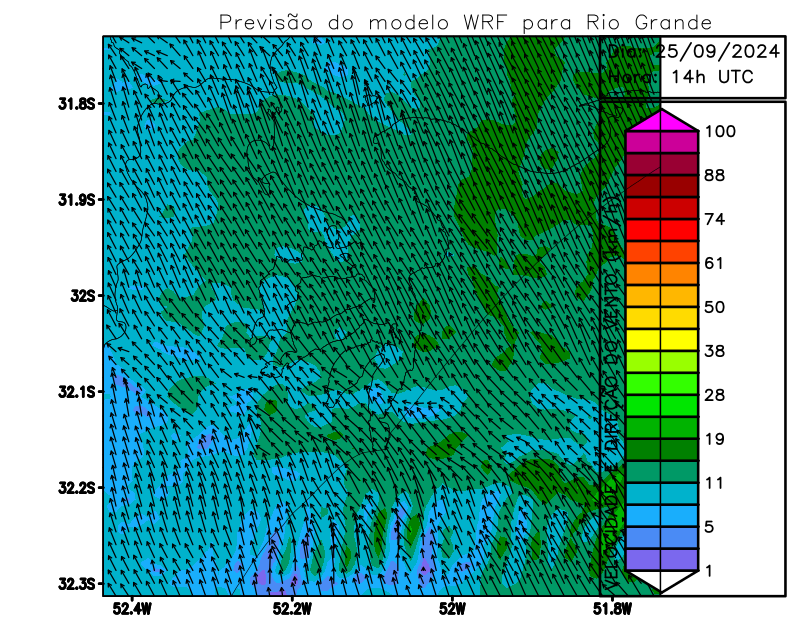 Previsão do modelo WRF para Rio Grande
Dia: 25/09/2024
Hora: 14h UTC
31.8S
31.9S
32S
32.1S
32.2S
32.3S
52.4W
52.2W
52W
51.8W
VELOCIDADE E DIREÇÃO DO VENTO (km/h)
100
88
74
61
50
38
28
19
11
5
1